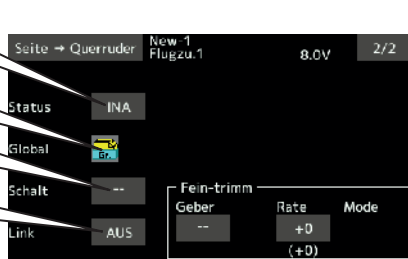 Seite → Querruder New-1 Flugzu.1 8.0V 2/2
Status INA
Global Gr.
Schalt --
Link AUS
Fein-trimm
Geber Rate Mode
-- +0
(+0)